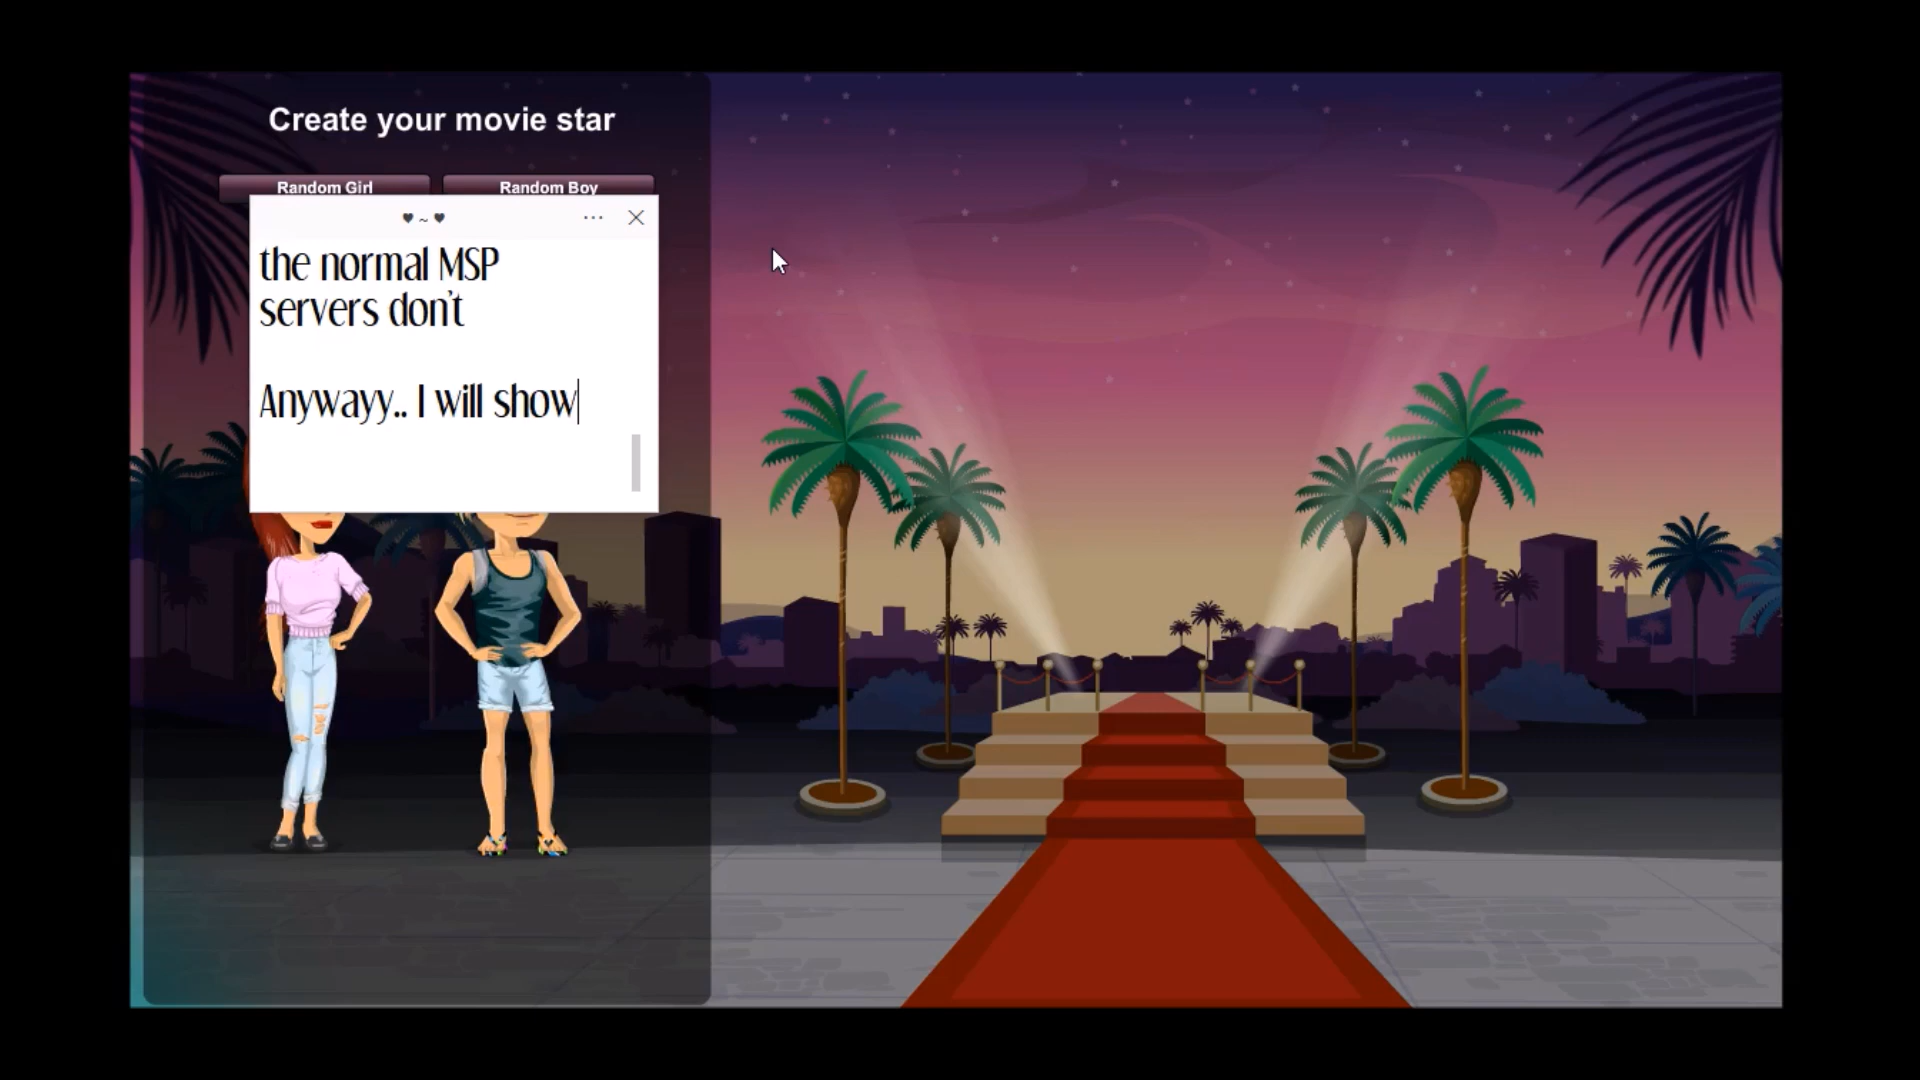 Create your movie star
Random Girl
Random Boy
♥ ~ ♥
the normal MSP
servers don't
Anywayy.. I will show